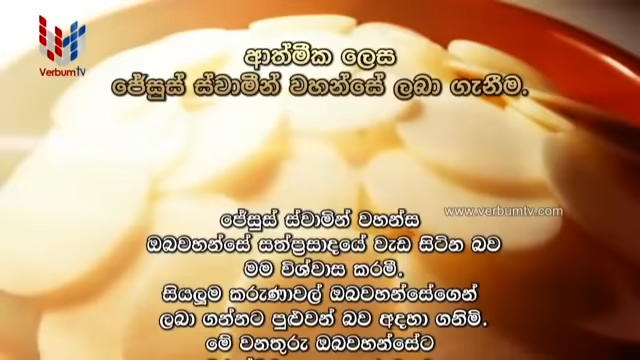 VerbumTV
ආත්මික ලෙස
ජේසුස් ස්වාමීන් වහන්සේ ලබා ගැනීම.
www.verbumtv.com
ජේසුස් ස්වාමින් වහන්ස
ඔබවහන්සේ සත්ප්‍රසාදයේ වැඩ සිටින බව
මම විශ්වාස කරමී.
සියලුම කරුණාවල් ඔබවහන්සේගෙන්
ලබා ගන්නට පුළුවන් බව අදහා ගනිමි.
මේ වනතුරු ඔබවහන්සේට